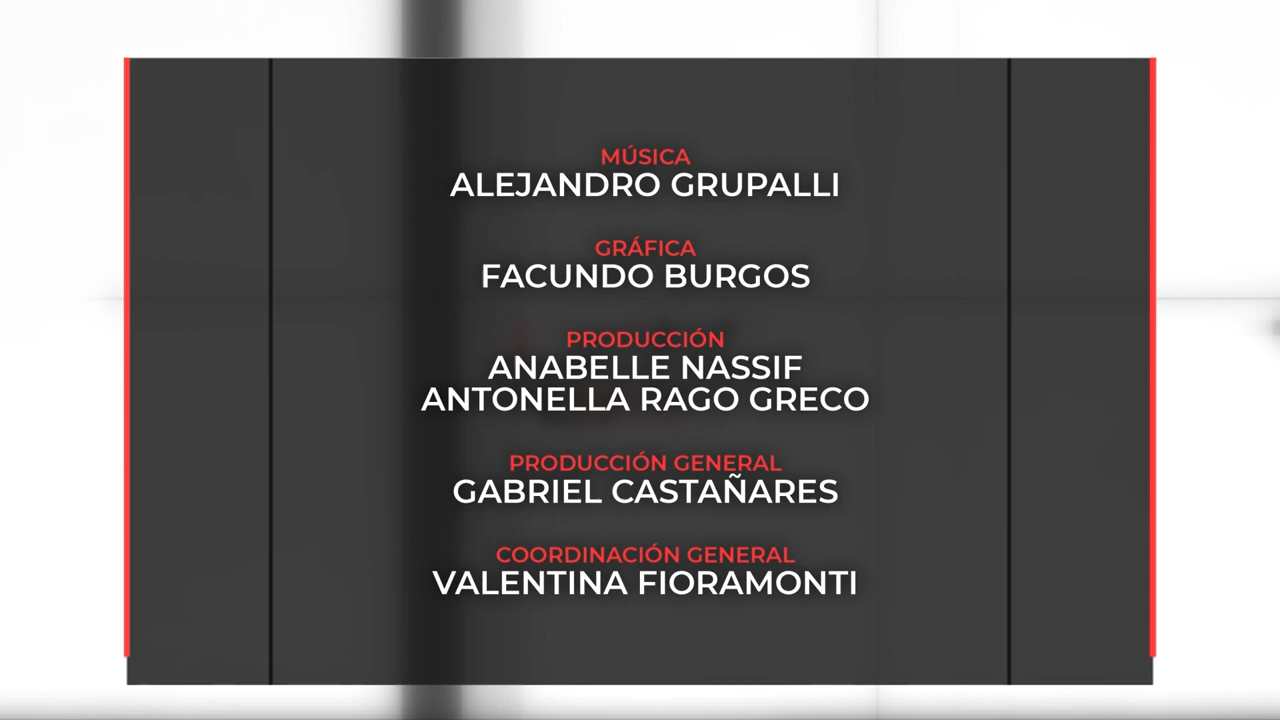 MÚSICA
ALEJANDRO GRUPALLI
GRÁFICA
FACUNDO BURGOS
PRODUCCIÓN
ANABELLE NASSIF
ANTONELLA RAGO GRECO
PRODUCCIÓN GENERAL
GABRIEL CASTAÑARES
COORDINACIÓN GENERAL
VALENTINA FIORAMONTI